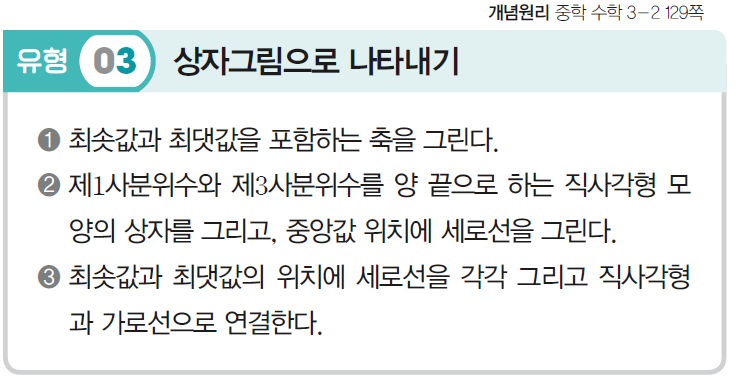 개념원리 중학 수학 3-2 129쪽
유형 03 상자그림으로 나타내기
❶ 최솟값과 최댓값을 포함하는 축을 그린다.
❷ 제1사분위수와 제3사분위수를 양 끝으로 하는 직사각형 모
양의 상자를 그리고, 중앙값 위치에 세로선을 그린다.
❸ 최솟값과 최댓값의 위치에 세로선을 각각 그리고 직사각형
과 가로선으로 연결한다.